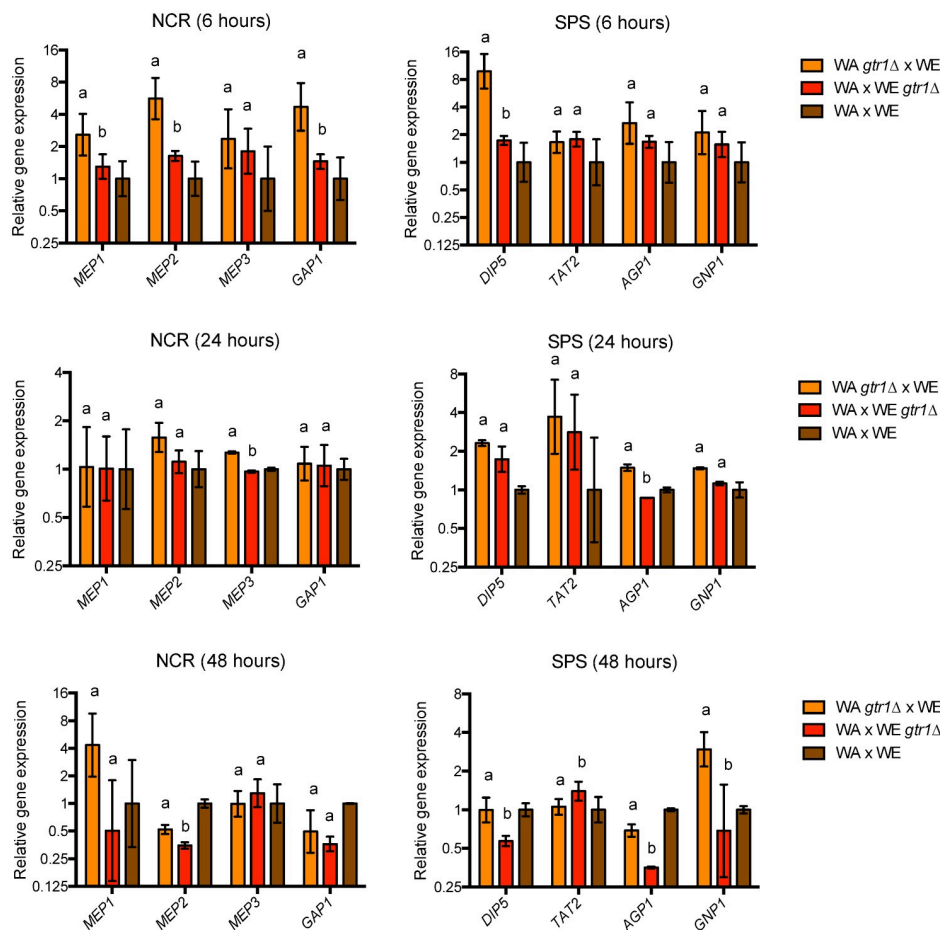 NCR (6 hours)
Relative gene expression
16
8
4
2
1
0.5
0.25
a
b
a
b
a
a
a
b
MEP1
MEP2
MEP3
GAP1
SPS (6 hours)
Relative gene expression
16
8
4
2
1
0.5
0.25
0.125
a
b
a
a
a
a
a
a
DIP5
TAT2
AGP1
GNP1
WA gtr1Δ x WE
WA x WE gtr1Δ
WA x WE
NCR (24 hours)
Relative gene expression
4
2
1
0.5
0.25
a
a
a
a
a
b
a
a
MEP1
MEP2
MEP3
GAP1
SPS (24 hours)
Relative gene expression
8
4
2
1
0.5
0.25
a
a
a
a
a
b
a
a
DIP5
TAT2
AGP1
GNP1
WA gtr1Δ x WE
WA x WE gtr1Δ
WA x WE
NCR (48 hours)
Relative gene expression
16
8
4
2
1
0.5
0.25
0.125
a
a
a
b
a
a
a
a
MEP1
MEP2
MEP3
GAP1
SPS (48 hours)
Relative gene expression
8
4
2
1
0.5
0.25
a
b
a
b
a
b
a
b
DIP5
TAT2
AGP1
GNP1
WA gtr1Δ x WE
WA x WE gtr1Δ
WA x WE